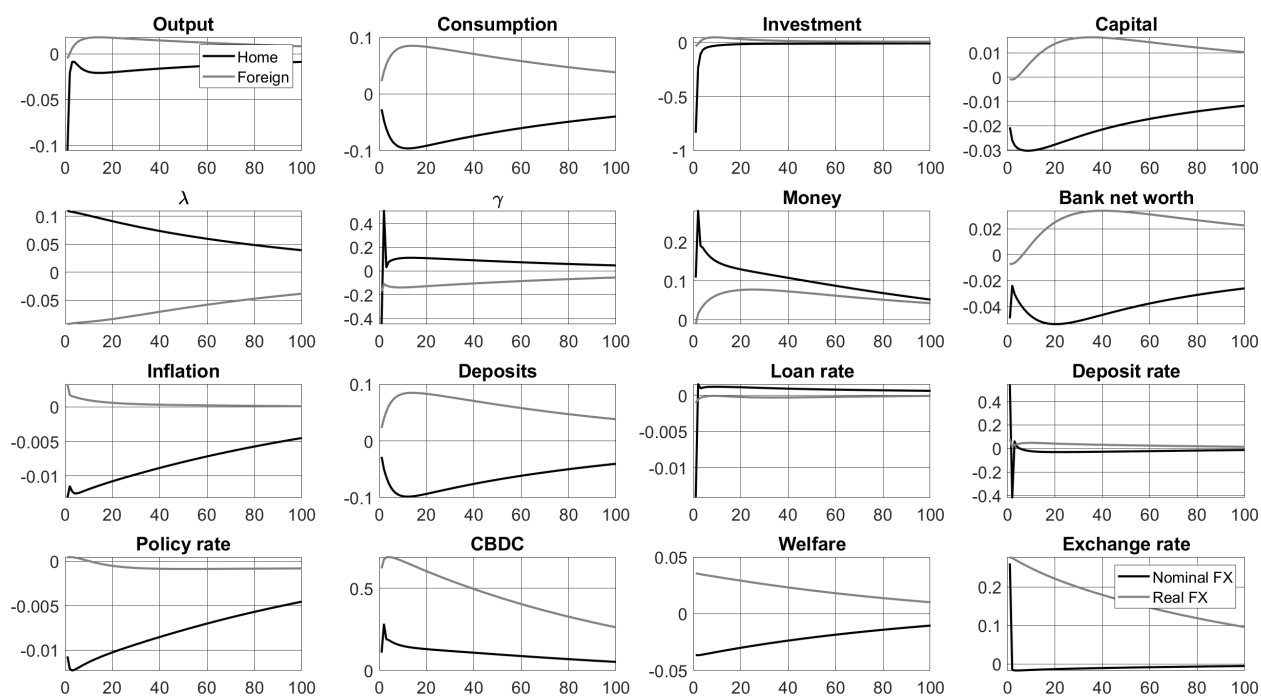 Output
Consumption
Investment
Capital
0
-0.05
-0.1
0 20 40 60 80 100
Home
Foreign
0.1
0
-0.1
0 20 40 60 80 100
0
-0.5
-1
0 20 40 60 80 100
0.01
0
-0.01
-0.02
-0.03
0 20 40 60 80 100
λ
γ
Money
Bank net worth
0.1
0.05
0
-0.05
0 20 40 60 80 100
0.4
0.2
0
-0.2
-0.4
0 20 40 60 80 100
0.2
0.1
0
0 20 40 60 80 100
0.02
0
-0.02
-0.04
0 20 40 60 80 100
Inflation
Deposits
Loan rate
Deposit rate
0
-0.005
-0.01
0 20 40 60 80 100
0.1
0
-0.1
0 20 40 60 80 100
0
-0.005
-0.01
0 20 40 60 80 100
0.4
0.2
0
-0.2
-0.4
0 20 40 60 80 100
Policy rate
CBDC
Welfare
Exchange rate
0
-0.005
-0.01
0 20 40 60 80 100
0.5
0
0 20 40 60 80 100
0.05
0
-0.05
0 20 40 60 80 100
0.2
0.1
0
0 20 40 60 80 100
Nominal FX
Real FX